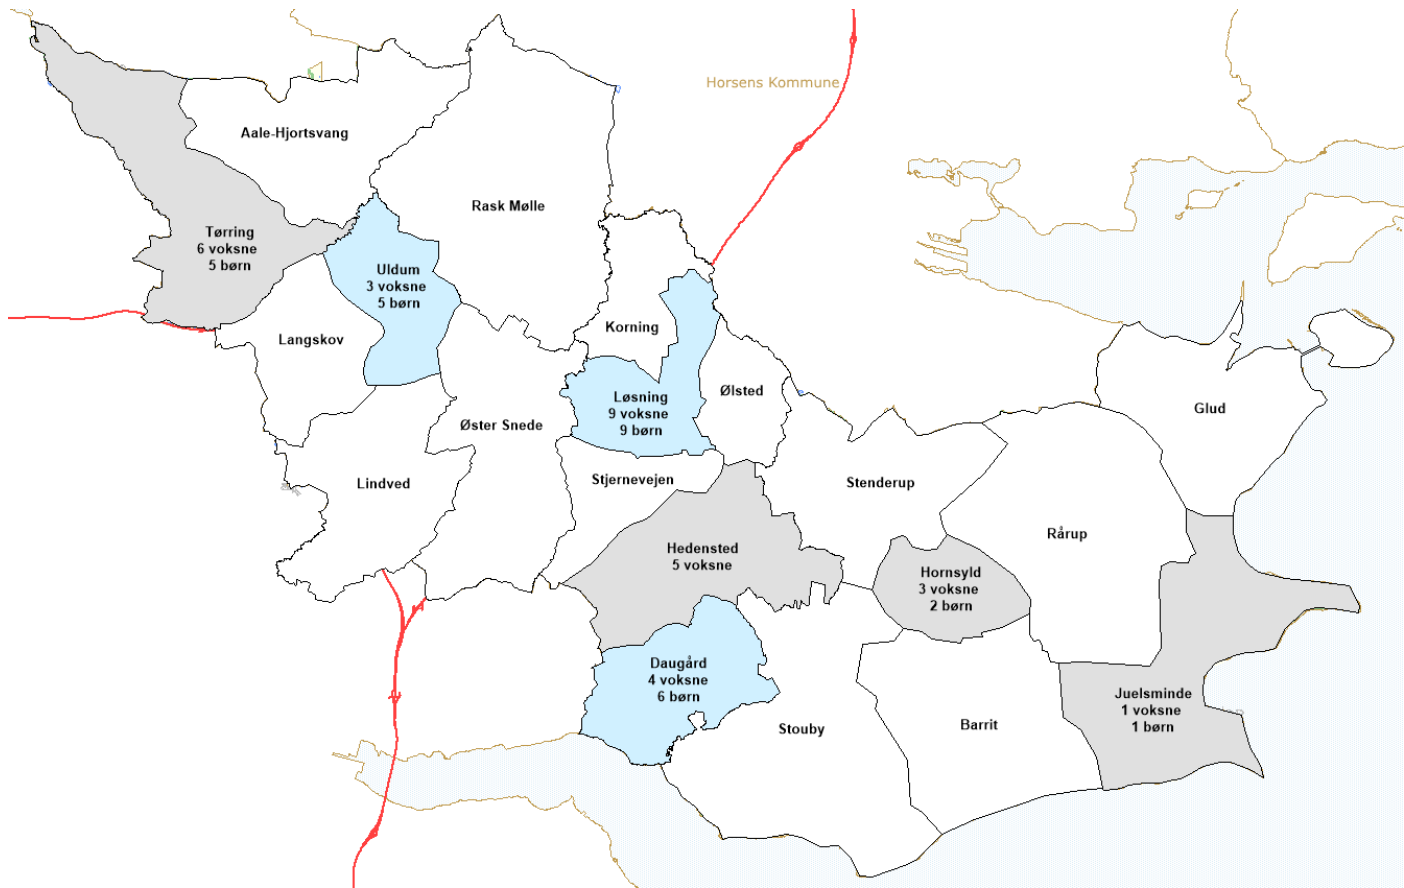 Horsens Kommune
Aale-Hjortsvang
Rask Mølle
Tørring
6 voksne
5 børn
Uldum
3 voksne
5 børn
Langskov
Korning
Løsning
9 voksne
9 børn
Ølsted
Glud
Øster Snede
Lindved
Stjernevejen
Stenderup
Rårup
Hedensted
5 voksne
Hornsyld
3 voksne
2 børn
Daugård
4 voksne
6 børn
Stouby
Barrit
Juelsminde
1 voksne
1 børn